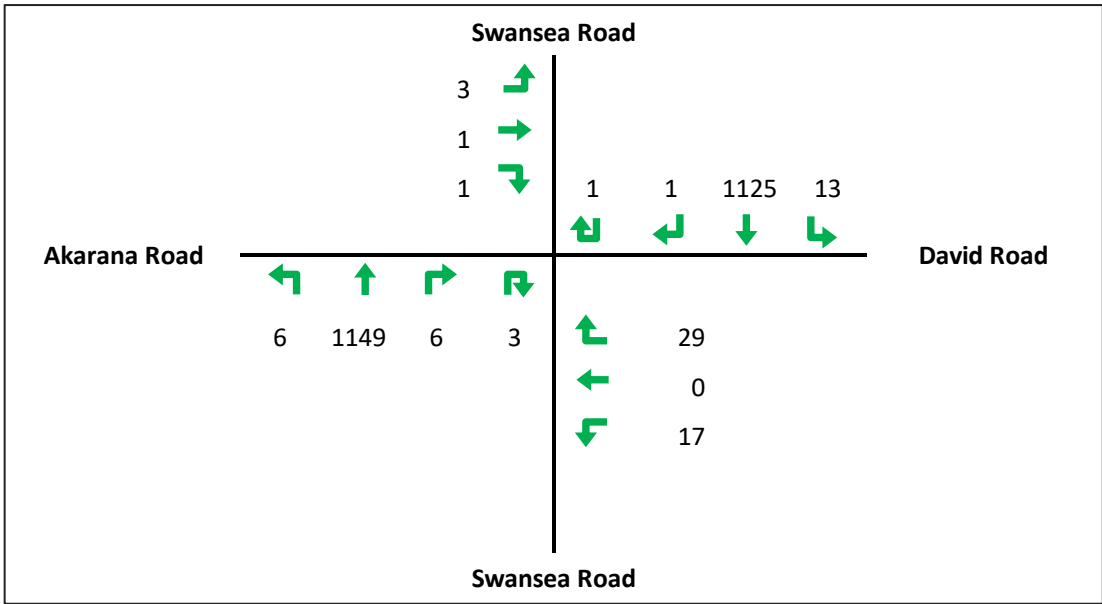 Swansea Road
3
1
1
1 1 1125 13
Akarana Road
David Road
6 1149 6 3
29
0
17
Swansea Road